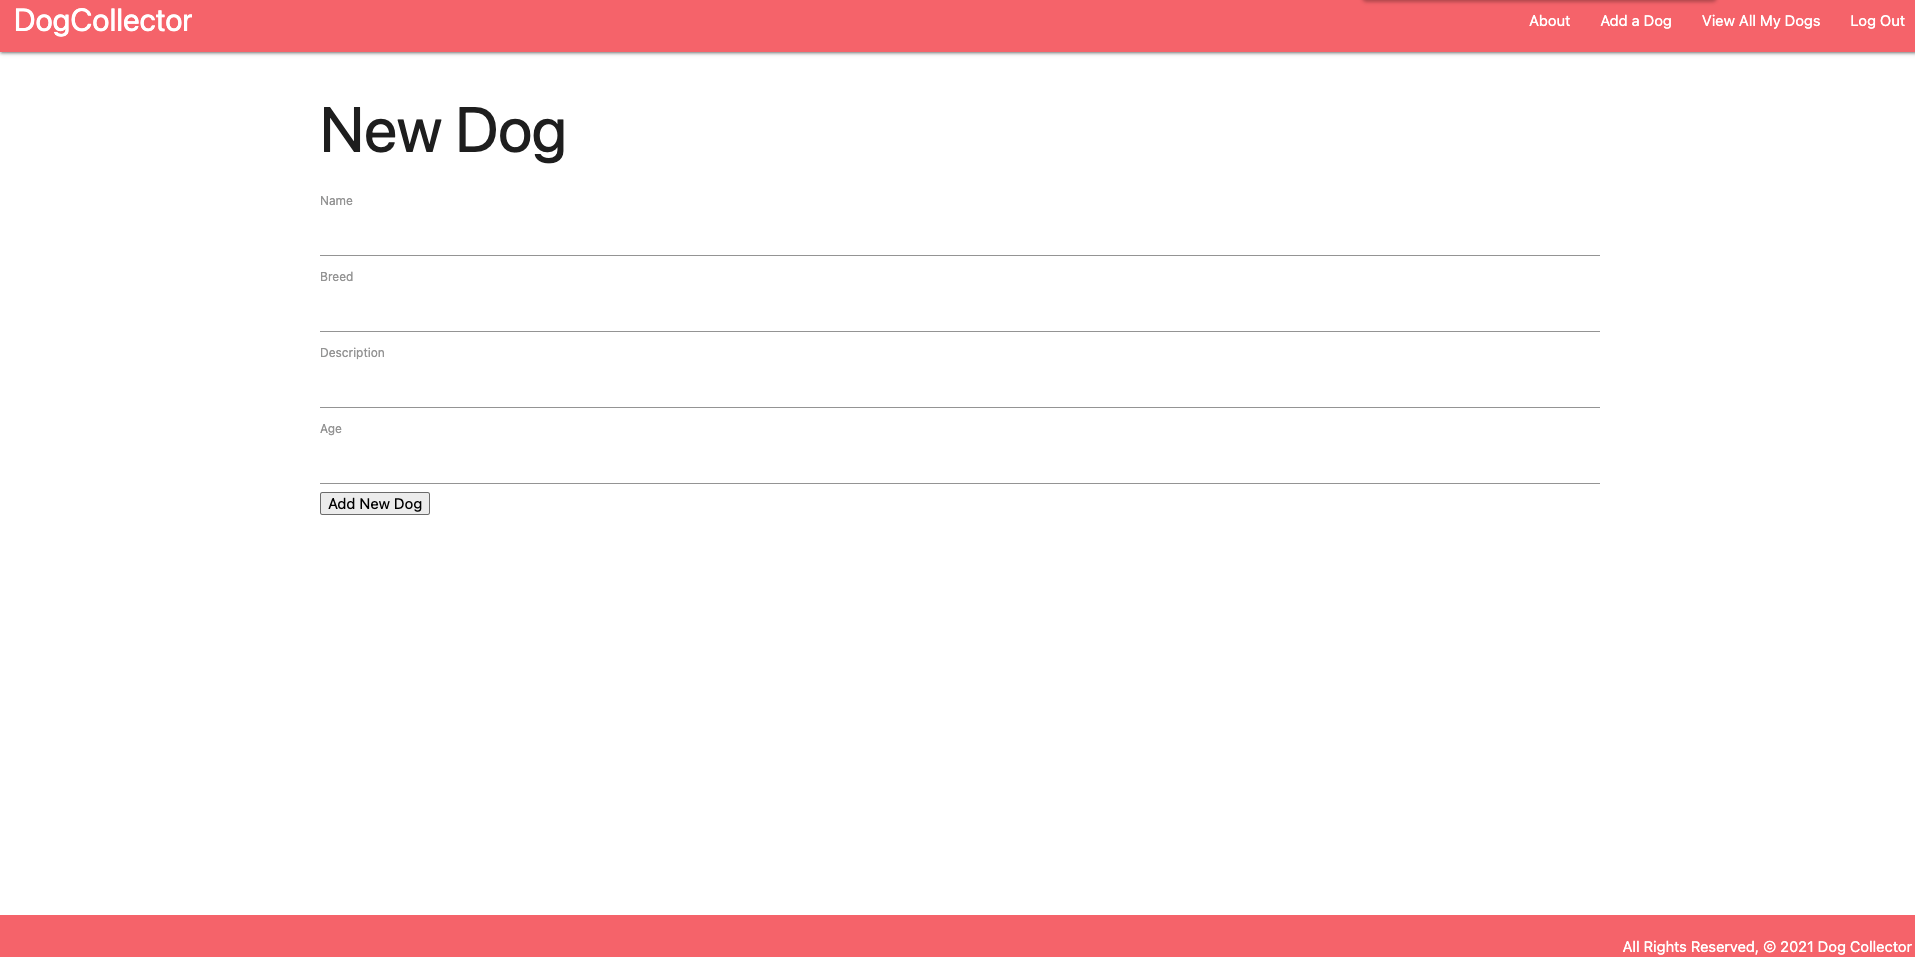 DogCollector
About Add a Dog View All My Dogs Log Out
New Dog
Name
Breed
Description
Age
Add New Dog
All Rights Reserved, © 2021 Dog Collector